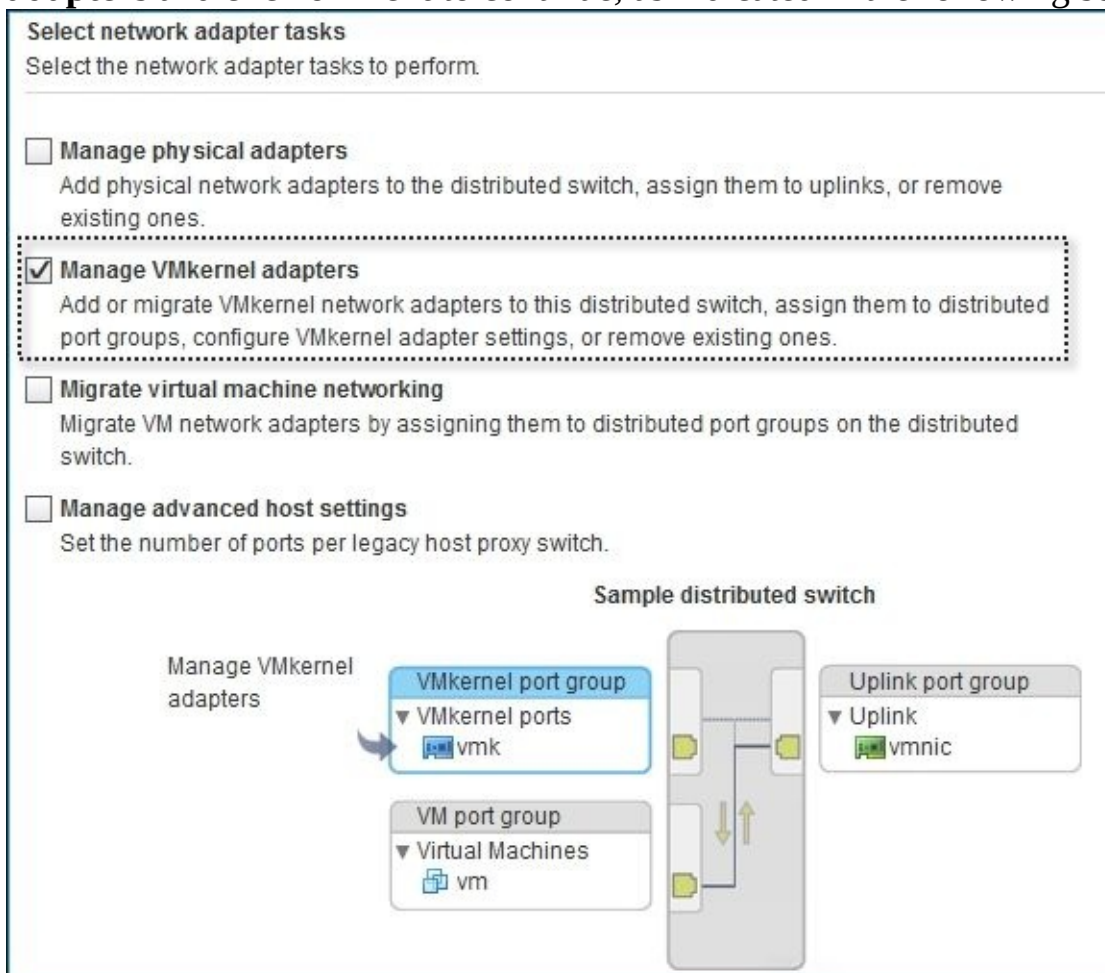 Select network adapter tasks
Select the network adapter tasks to perform.
Manage physical adapters
Add physical network adapters to the distributed switch, assign them to uplinks, or remove
existing ones.
Manage VMkernel adapters
Add or migrate VMkernel network adapters to this distributed switch, assign them to distributed
port groups, configure VMkernel adapter settings, or remove existing ones.
Migrate virtual machine networking
Migrate VM network adapters by assigning them to distributed port groups on the distributed
switch.
Manage advanced host settings
Set the number of ports per legacy host proxy switch.
Sample distributed switch
Manage VMkernel
adapters
VMkernel port group
VMkernel ports
vmk
Uplink port group
Uplink
vmnic
VM port group
Virtual Machines
vm